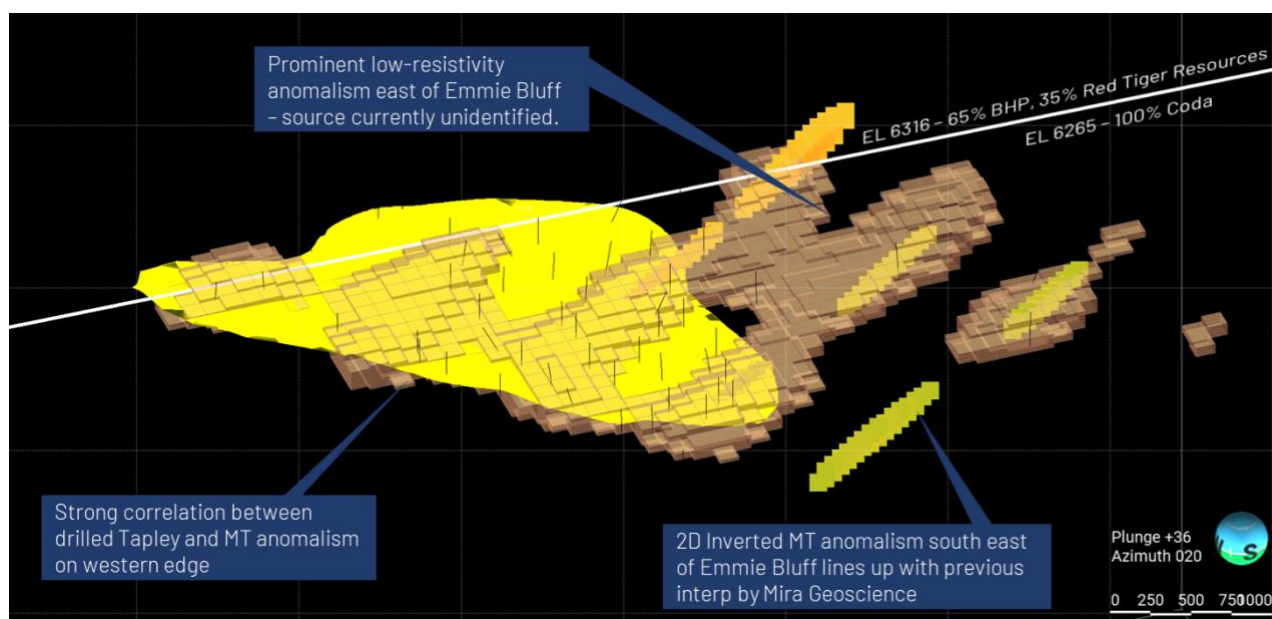 Prominent low-resistivity
anomalism east of Emmie Bluff
– source currently unidentified.
EL 6316 – 65% BHP, 35% Red Tiger Resources
EL 6265 – 100% Coda
Strong correlation between
drilled Tapley and MT anomalism
on western edge
2D Inverted MT anomalism south east
of Emmie Bluff lines up with previous
interp by Mira Geoscience
Plunge +36
Azimuth 020
S
0 250 500 750 1000